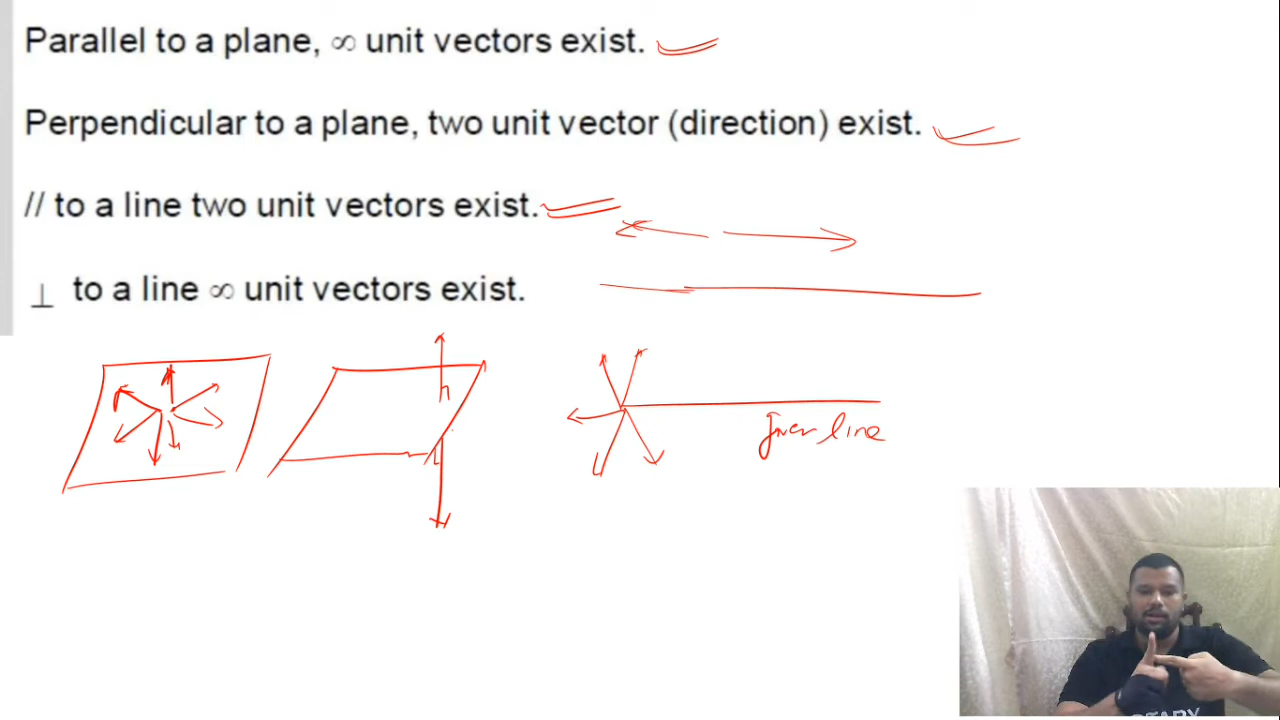 Parallel to a plane, ∞ unit vectors exist.
Perpendicular to a plane, two unit vector (direction) exist.
// to a line two unit vectors exist.
⊥ to a line ∞ unit vectors exist.
given line